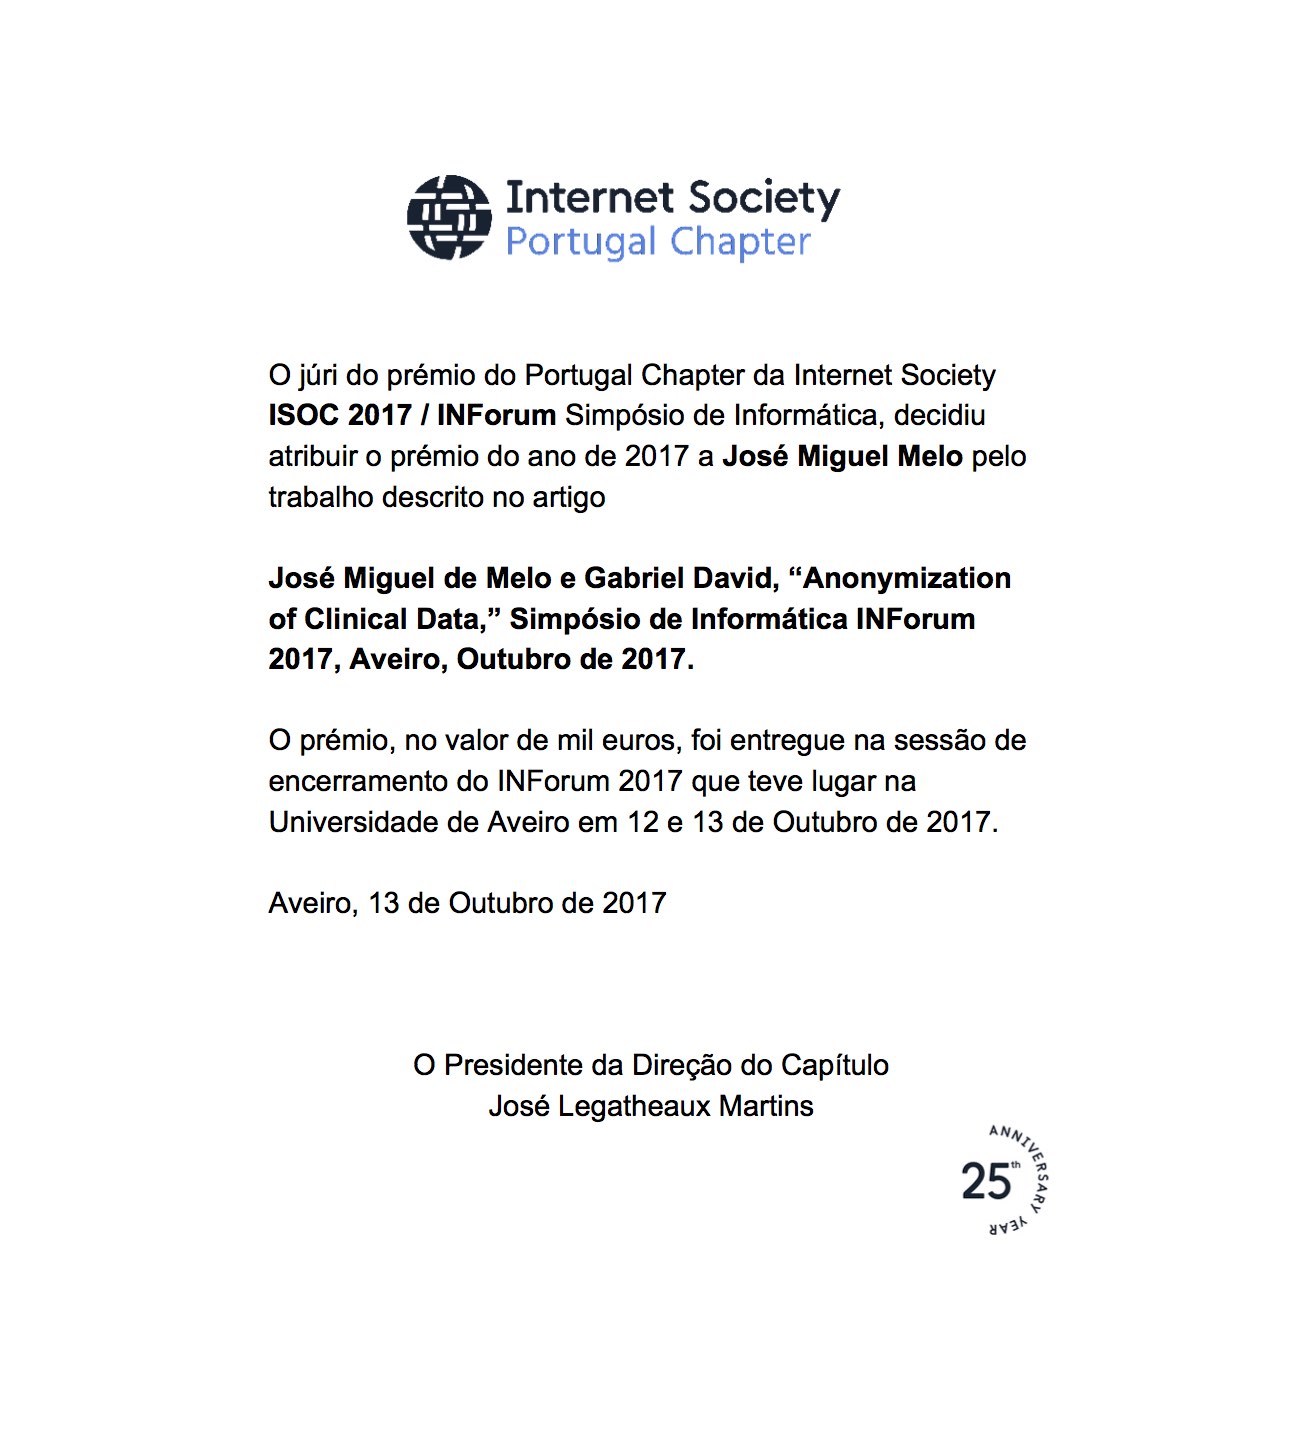 Internet Society
Portugal Chapter
O júri do prémio do Portugal Chapter da Internet Society
ISOC 2017 / INForum Simpósio de Informática, decidiu
atribuir o prémio do ano de 2017 a José Miguel Melo pelo
trabalho descrito no artigo
José Miguel de Melo e Gabriel David, “Anonymization
of Clinical Data,” Simpósio de Informática INForum
2017, Aveiro, Outubro de 2017.
O prémio, no valor de mil euros, foi entregue na sessão de
encerramento do INForum 2017 que teve lugar na
Universidade de Aveiro em 12 e 13 de Outubro de 2017.
Aveiro, 13 de Outubro de 2017
O Presidente da Direção do Capítulo
José Legatheaux Martins
25th
ANNIVERSARY YEAR